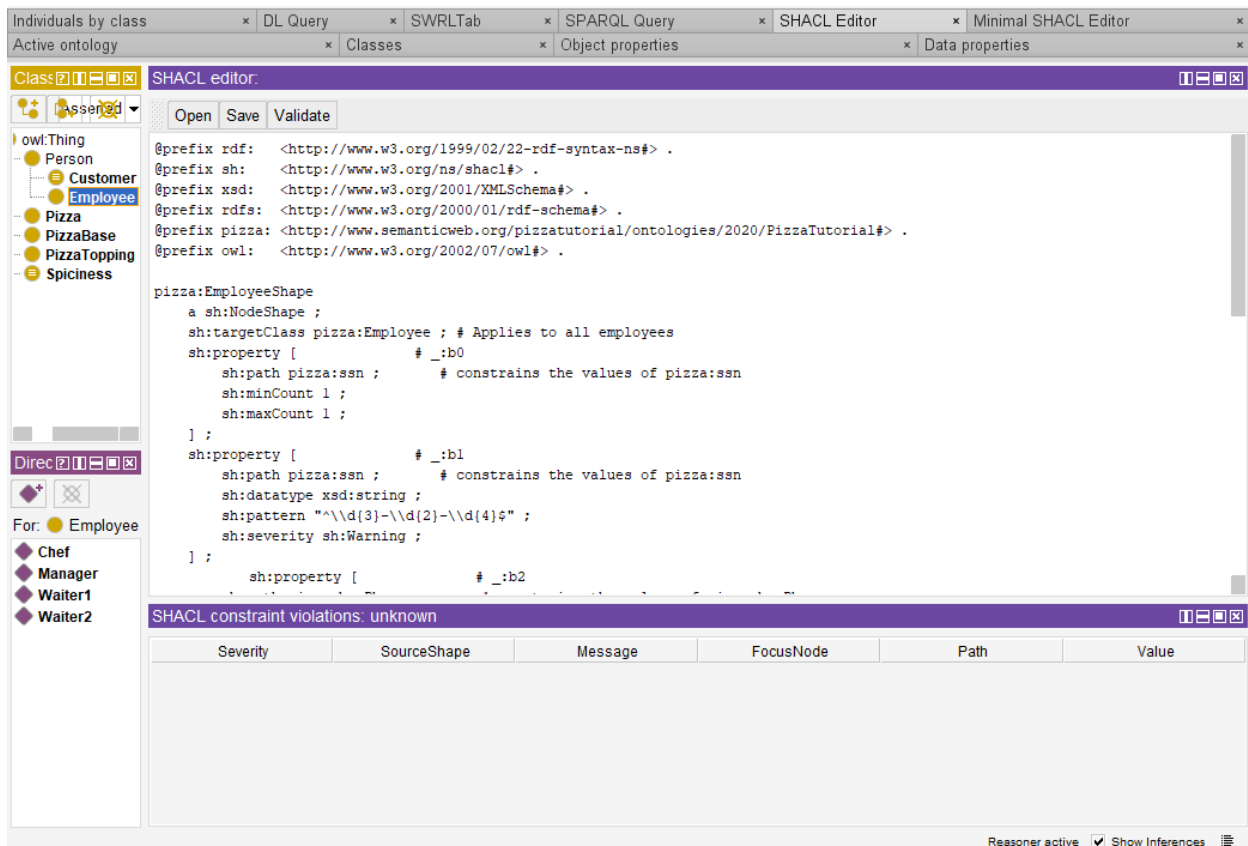 Individuals by class × DL Query × SWRLTab × SPARQL Query × SHACL Editor × Minimal SHACL Editor ×
Active ontology × Classes × Object properties × Data properties ×
Class
Asserted
owl:Thing
Person
Customer
Employee
Pizza
PizzaBase
PizzaTopping
Spiciness
Direc
For: Employee
Chef
Manager
Waiter1
Waiter2
SHACL editor:
Open Save Validate
@prefix rdf: <http://www.w3.org/1999/02/22-rdf-syntax-ns#> .
@prefix sh: <http://www.w3.org/ns/shacl#> .
@prefix xsd: <http://www.w3.org/2001/XMLSchema#> .
@prefix rdfs: <http://www.w3.org/2000/01/rdf-schema#> .
@prefix pizza: <http://www.semanticweb.org/pizzatutorial/ontologies/2020/PizzaTutorial#> .
@prefix owl: <http://www.w3.org/2002/07/owl#> .
pizza:EmployeeShape
a sh:NodeShape ;
sh:targetClass pizza:Employee ; # Applies to all employees
sh:property [ # _:b0
sh:path pizza:ssn ; # constrains the values of pizza:ssn
sh:minCount 1 ;
sh:maxCount 1 ;
] ;
sh:property [ # _:b1
sh:path pizza:ssn ; # constrains the values of pizza:ssn
sh:datatype xsd:string ;
sh:pattern "^\\d{3}-\\d{2}-\\d{4}$" ;
sh:severity sh:Warning ;
] ;
sh:property [ # _:b2
SHACL constraint violations: unknown
Severity SourceShape Message FocusNode Path Value
Reasoner active Show Inferences